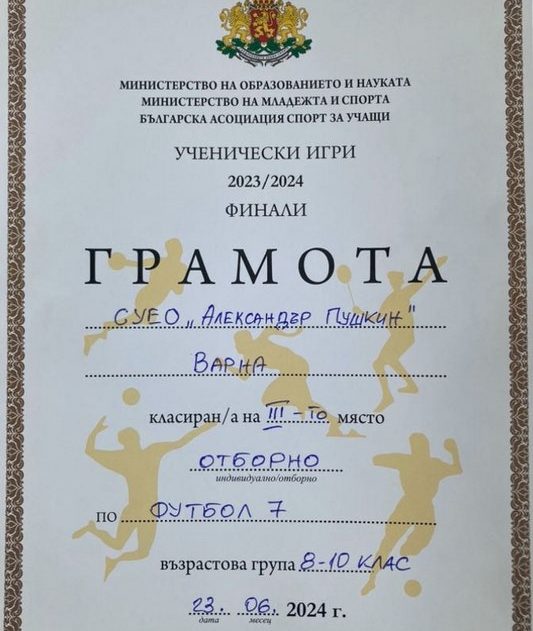 МИНИСТЕРСТВО НА ОБРАЗОВАНИЕТО И НАУКАТА
МИНИСТЕРСТВО НА МЛАДЕЖТА И СПОРТА
БЪЛГАРСКА АСОЦИАЦИЯ СПОРТ ЗА УЧАЩИ
УЧЕНИЧЕСКИ ИГРИ
2023/2024
ФИНАЛИ
ГРАМОТА
СУЕО „АЛЕКСАНДЪР ПУШКИН"
ВАРНА
класиран/а на III-ТО място
ОТБОРНО
индивидуално/отборно
по ФУТБОЛ 7
възрастова група 8-10 КЛАС
23. 06. 2024 г.
дата месец